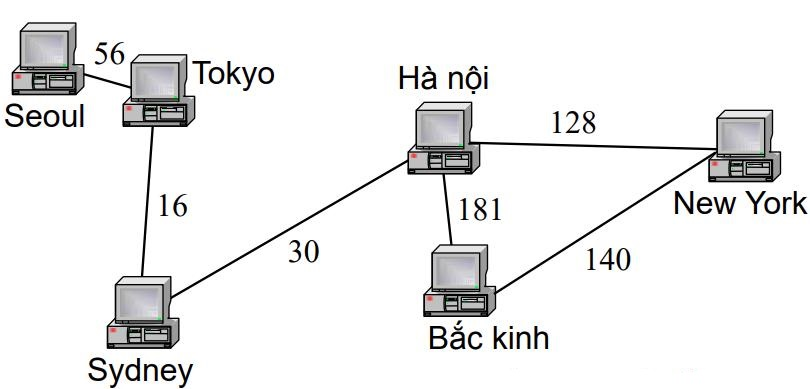 56
Tokyo
Seoul
Hà nội
128
New York
16
181
30
140
Bắc kinh
Sydney